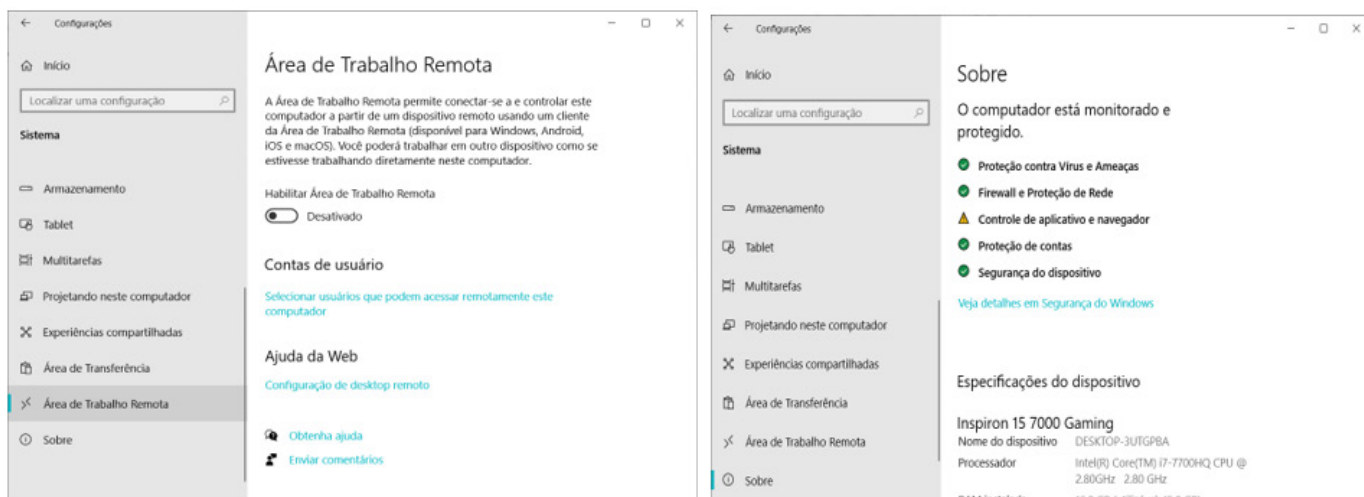 Configurações
Início
Localizar uma configuração
Sistema
Armazenamento
Tablet
Multitarefas
Projetando neste computador
Experiências compartilhadas
Área de Transferência
Área de Trabalho Remota
Sobre
Área de Trabalho Remota
A Área de Trabalho Remota permite conectar-se a e controlar este
computador a partir de um dispositivo remoto usando um cliente
da Área de Trabalho Remota (disponível para Windows, Android,
iOS e macOS). Você poderá trabalhar em outro dispositivo como se
estivesse trabalhando diretamente neste computador.
Habilitar Área de Trabalho Remota
Desativado
Contas de usuário
Selecionar usuários que podem acessar remotamente este
computador
Ajuda da Web
Configuração de desktop remoto
Obtenha ajuda
Enviar comentários
Configurações
Início
Localizar uma configuração
Sistema
Armazenamento
Tablet
Multitarefas
Projetando neste computador
Experiências compartilhadas
Área de Transferência
Área de Trabalho Remota
Sobre
Sobre
O computador está monitorado e
protegido.
Proteção contra Vírus e Ameaças
Firewall e Proteção de Rede
Controle de aplicativo e navegador
Proteção de contas
Segurança do dispositivo
Veja detalhes em Segurança do Windows
Especificações do dispositivo
Inspiron 15 7000 Gaming
Nome do dispositivo DESKTOP-3UTGPBA
Processador Intel(R) Core(TM) i7-7700HQ CPU @
2.80GHz 2.80 GHz